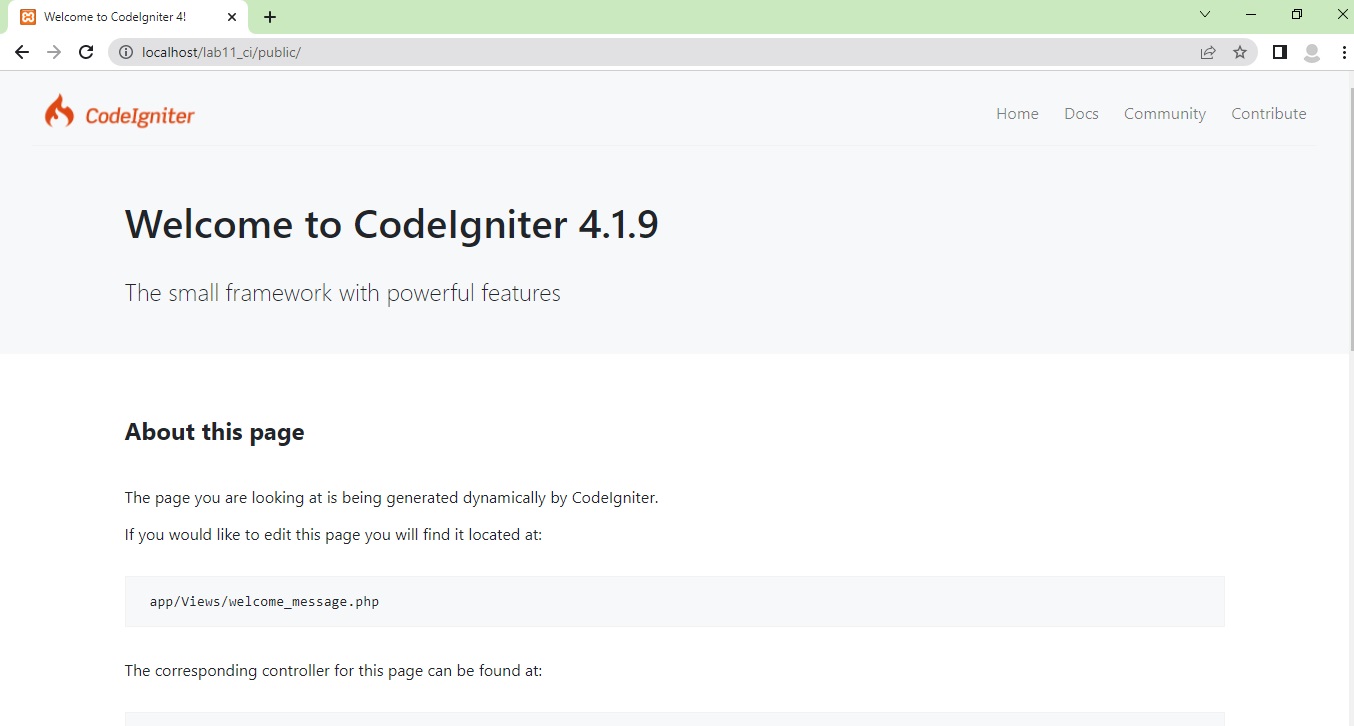 Welcome to CodeIgniter 4!
localhost/lab11_ci/public/
CodeIgniter
Home Docs Community Contribute
Welcome to CodeIgniter 4.1.9
The small framework with powerful features
About this page
The page you are looking at is being generated dynamically by CodeIgniter.
If you would like to edit this page you will find it located at:
app/Views/welcome_message.php
The corresponding controller for this page can be found at: